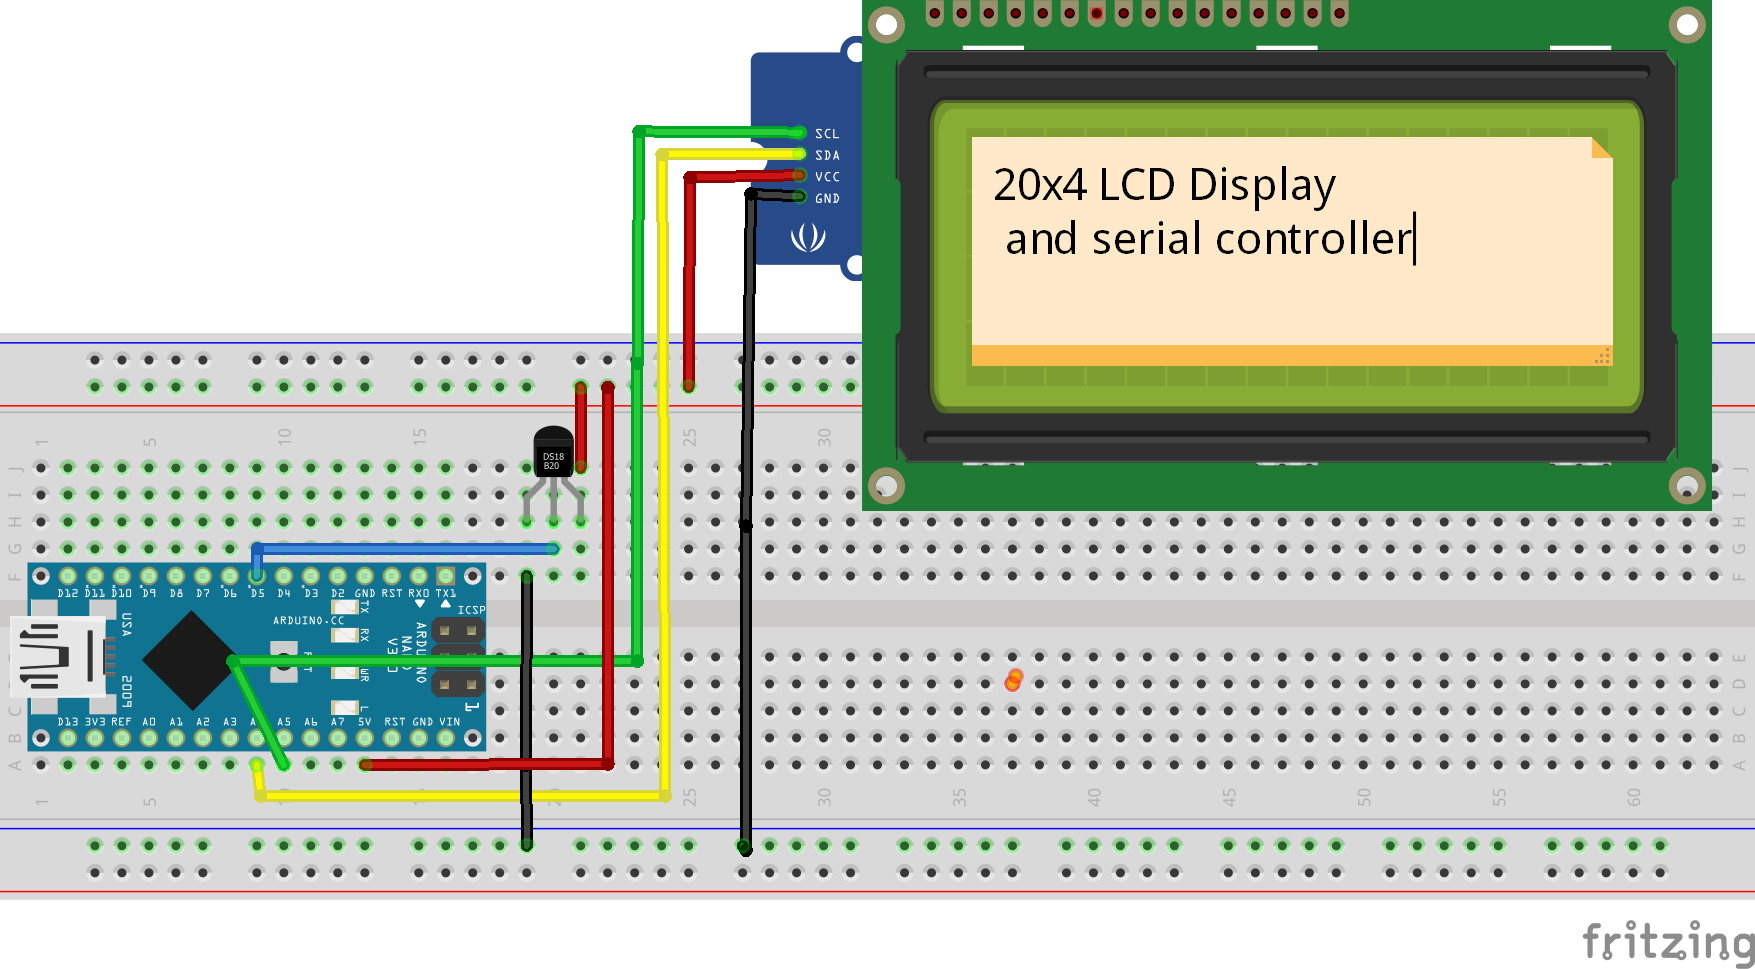 SCL
SDA
VCC
GND
20x4 LCD Display
and serial controller
1 5 10 15 25 30
J J
I I
H H
G G
F F
DS18
B20
D12 D11 D10 D9 D8 D7 D6 D5 D4 D3 D2 GND RST RX0 TX1
USA
ARDUINO.CC
TX
RX
ICSP
ARDUINO
NANO
V3.0
2009
L
1
D13 3V3 REF A0 A1 A2 A3 A5 A6 A7 5V RST GND VIN
E
D
C C
B B
A A
1 5 25 30 35 40 45 50 55 60
fritzing